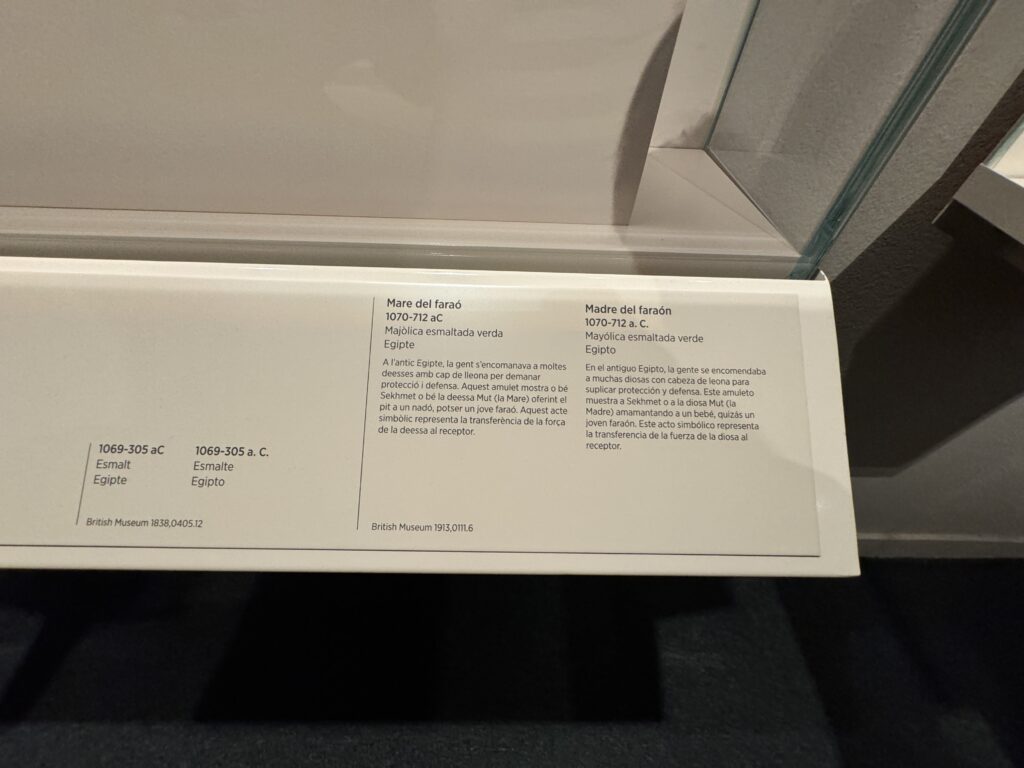 1069-305 aC
Esmalt
Egipte
1069-305 a. C.
Esmalte
Egipto
British Museum 1838,0405.12
Mare del faraó
1070-712 aC
Majòlica esmaltada verda
Egipte
A l'antic Egipte, la gent s'encomanava a moltes
deesses amb cap de lleona per demanar
protecció i defensa. Aquest amulet mostra o bé
Sekhmet o bé la deessa Mut (la Mare) oferint el
pit a un nadó, potser un jove faraó. Aquest acte
simbòlic representa la transferència de la força
de la deessa al receptor.
Madre del faraón
1070-712 a. C.
Mayólica esmaltada verde
Egipto
En el antiguo Egipto, la gente se encomendaba
a muchas diosas con cabeza de leona para
suplicar protección y defensa. Este amuleto
muestra a Sekhmet o a la diosa Mut (la
Madre) amamantando a un bebé, quizás un
joven faraón. Este acto simbólico representa
la transferencia de la fuerza de la diosa al
receptor.
British Museum 1913,0111.6